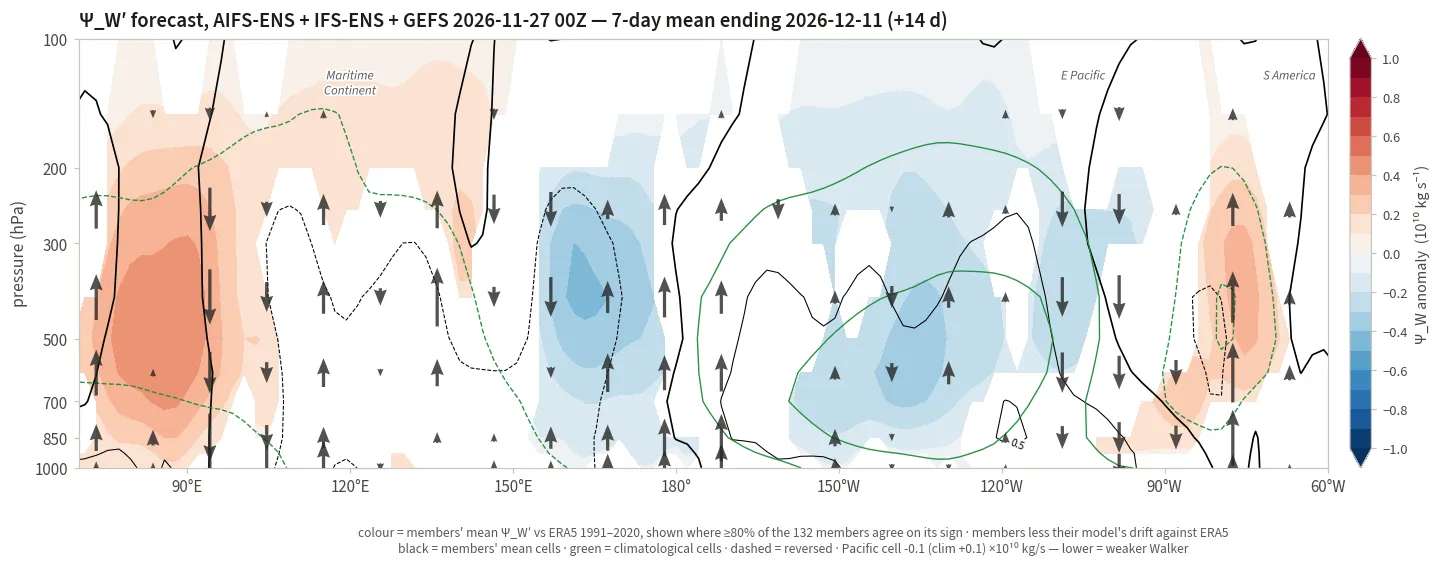 Ψ_W′ forecast, AIFS-ENS + IFS-ENS + GEFS 2026-11-27 00Z — 7-day mean ending 2026-12-11 (+14 d)
100
200
300
500
700
850
1000
pressure (hPa)
Maritime
Continent
E Pacific
S America
0.5
90°E
120°E
150°E
180°
150°W
120°W
90°W
60°W
1.0
0.8
0.6
0.4
0.2
0.0
−0.2
−0.4
−0.6
−0.8
−1.0
Ψ_W anomaly (10¹⁰ kg s⁻¹)
colour = members' mean Ψ_W′ vs ERA5 1991–2020, shown where ≥80% of the 132 members agree on its sign · members less their model's drift against ERA5
black = members' mean cells · green = climatological cells · dashed = reversed · Pacific cell -0.1 (clim +0.1) ×10¹⁰ kg/s — lower = weaker Walker